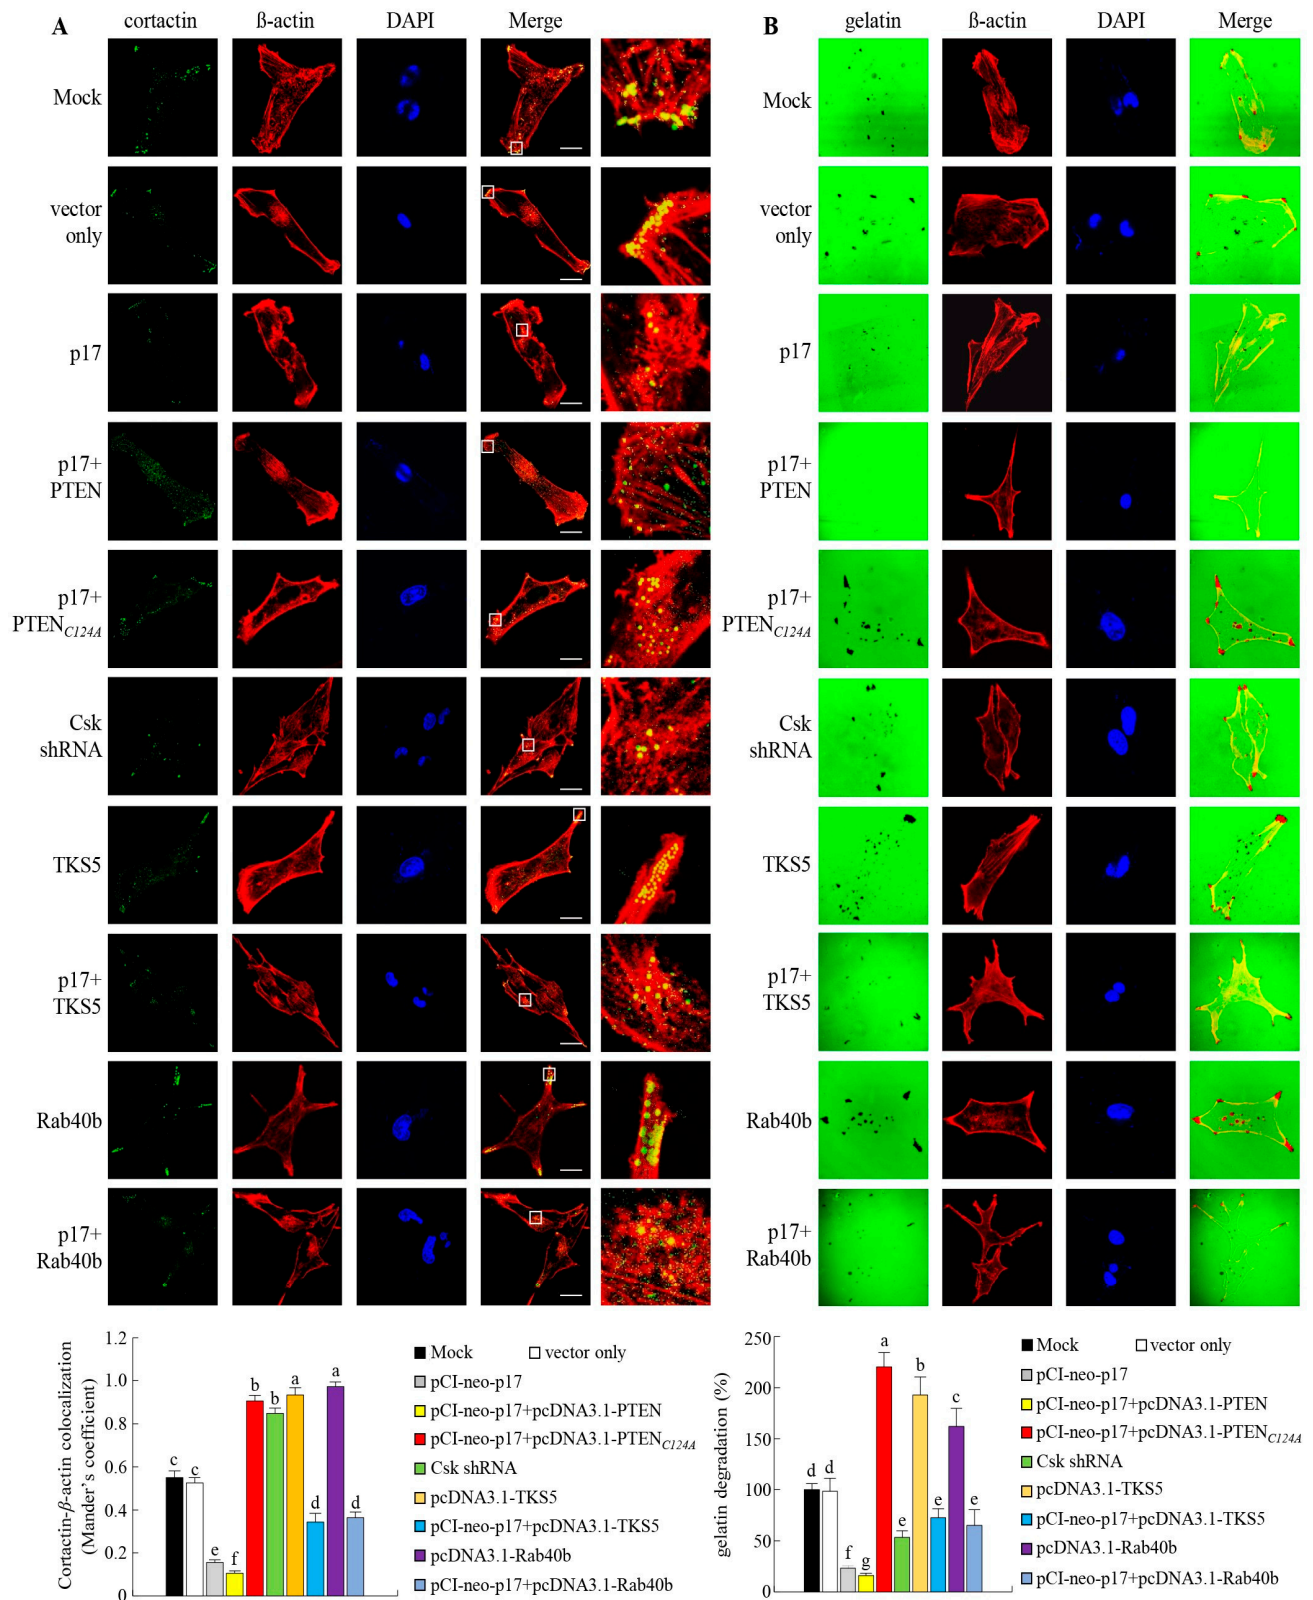 A cortactin ß-actin DAPI Merge
B gelatin ß-actin DAPI Merge
Mock
vector
only
p17
p17+
PTEN
p17+
PTENC124A
Csk
shRNA
TKS5
p17+
TKS5
Rab40b
p17+
Rab40b
Mock
vector
only
p17
p17+
PTEN
p17+
PTENC124A
Csk
shRNA
TKS5
p17+
TKS5
Rab40b
p17+
Rab40b
Cortactin-β-actin colocalization
(Mander’s coefficient)
1.2
1.0
0.8
0.6
0.4
0.2
0
c c e f b b a d a d
Mock vector only
pCI-neo-p17
pCI-neo-p17+pcDNA3.1-PTEN
pCI-neo-p17+pcDNA3.1-PTENC124A
Csk shRNA
pcDNA3.1-TKS5
pCI-neo-p17+pcDNA3.1-TKS5
pcDNA3.1-Rab40b
pCI-neo-p17+pcDNA3.1-Rab40b
gelatin degradation (%)
250
200
150
100
50
0
d d f g a e b e c e
Mock vector only
pCI-neo-p17
pCI-neo-p17+pcDNA3.1-PTEN
pCI-neo-p17+pcDNA3.1-PTENC124A
Csk shRNA
pcDNA3.1-TKS5
pCI-neo-p17+pcDNA3.1-TKS5
pcDNA3.1-Rab40b
pCI-neo-p17+pcDNA3.1-Rab40b